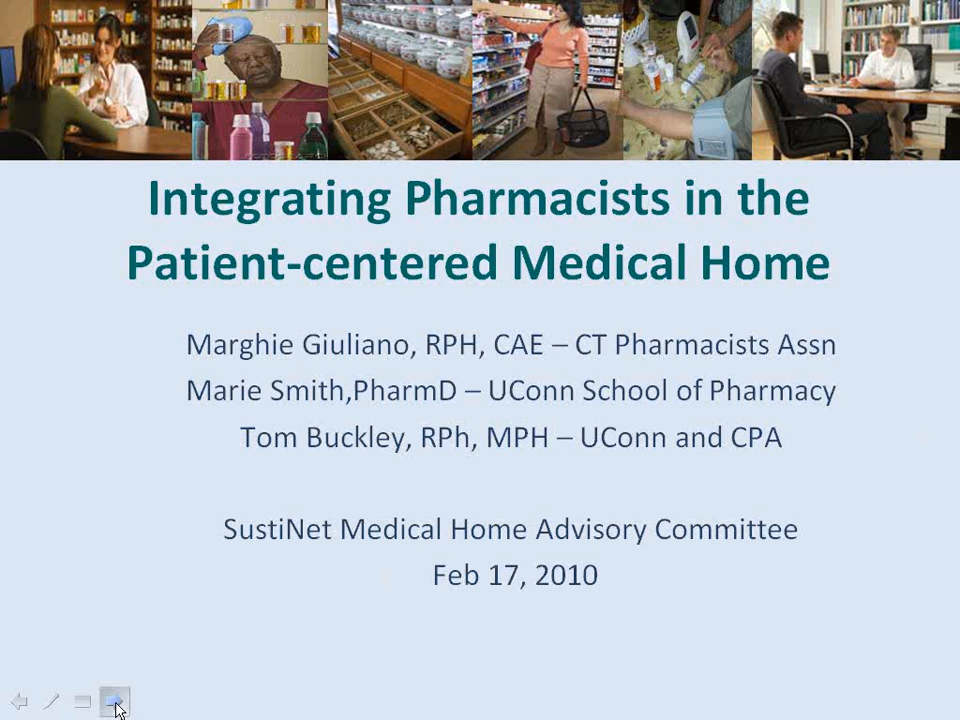 Integrating Pharmacists in the
Patient-centered Medical Home
Marghie Giuliano, RPH, CAE – CT Pharmacists Assn
Marie Smith,PharmD – UConn School of Pharmacy
Tom Buckley, RPh, MPH – UConn and CPA
SustiNet Medical Home Advisory Committee
Feb 17, 2010